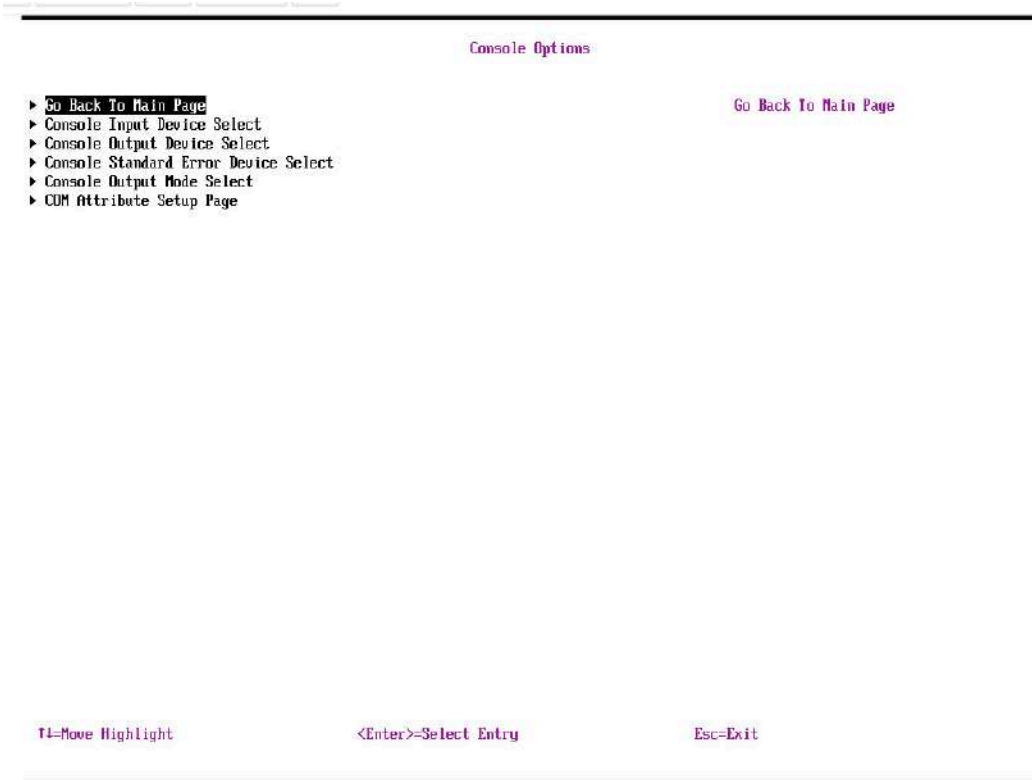 Console Options
▸ Go Back To Main Page
Go Back To Main Page
▸ Console Input Device Select
▸ Console Output Device Select
▸ Console Standard Error Device Select
▸ Console Output Mode Select
▸ COM Attribute Setup Page
↑↓=Move Highlight
<Enter>=Select Entry
Esc=Exit